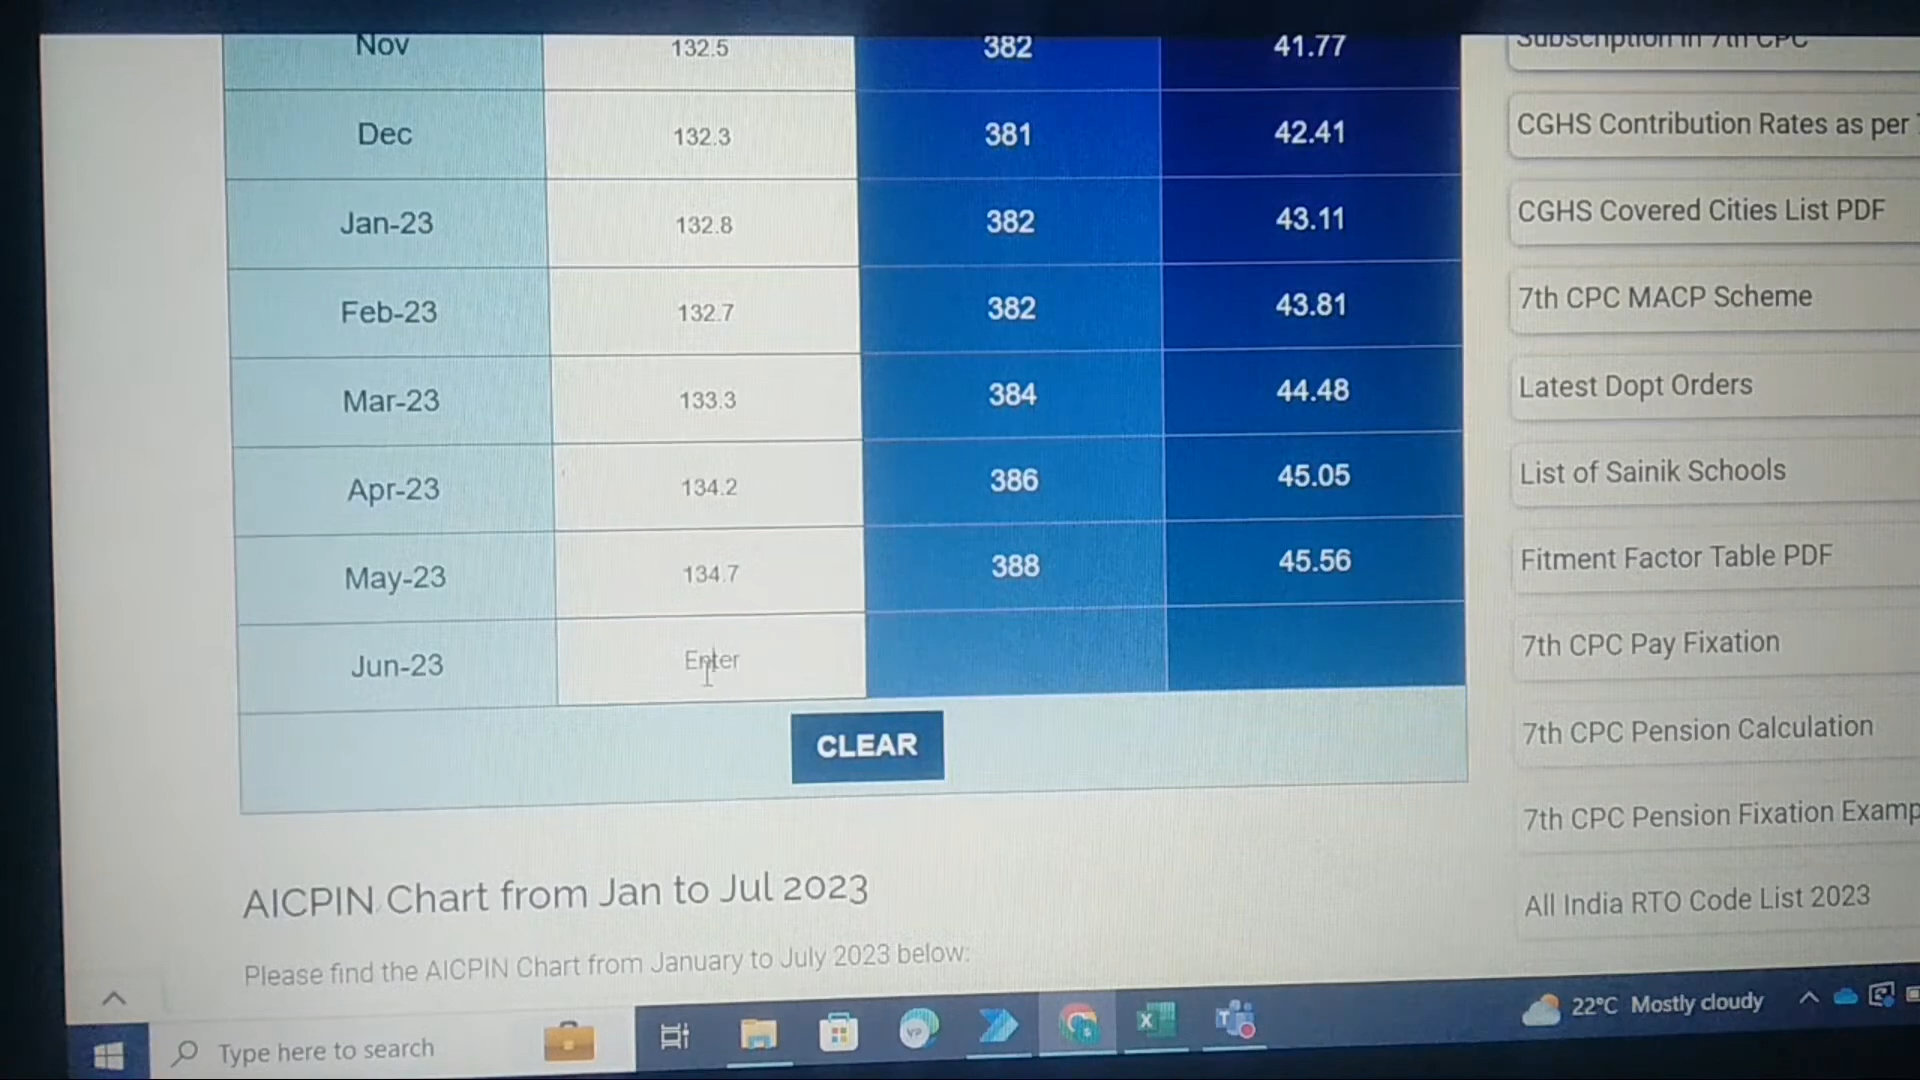 Nov 132.5 382 41.77
Dec 132.3 381 42.41
Jan-23 132.8 382 43.11
Feb-23 132.7 382 43.81
Mar-23 133.3 384 44.48
Apr-23 134.2 386 45.05
May-23 134.7 388 45.56
Jun-23 Enter
CLEAR
AICPIN Chart from Jan to Jul 2023
Please find the AICPIN Chart from January to July 2023 below:
Subscription in 7th CPC
CGHS Contribution Rates as per
CGHS Covered Cities List PDF
7th CPC MACP Scheme
Latest Dopt Orders
List of Sainik Schools
Fitment Factor Table PDF
7th CPC Pay Fixation
7th CPC Pension Calculation
7th CPC Pension Fixation Examp
All India RTO Code List 2023
Type here to search
22°C Mostly cloudy